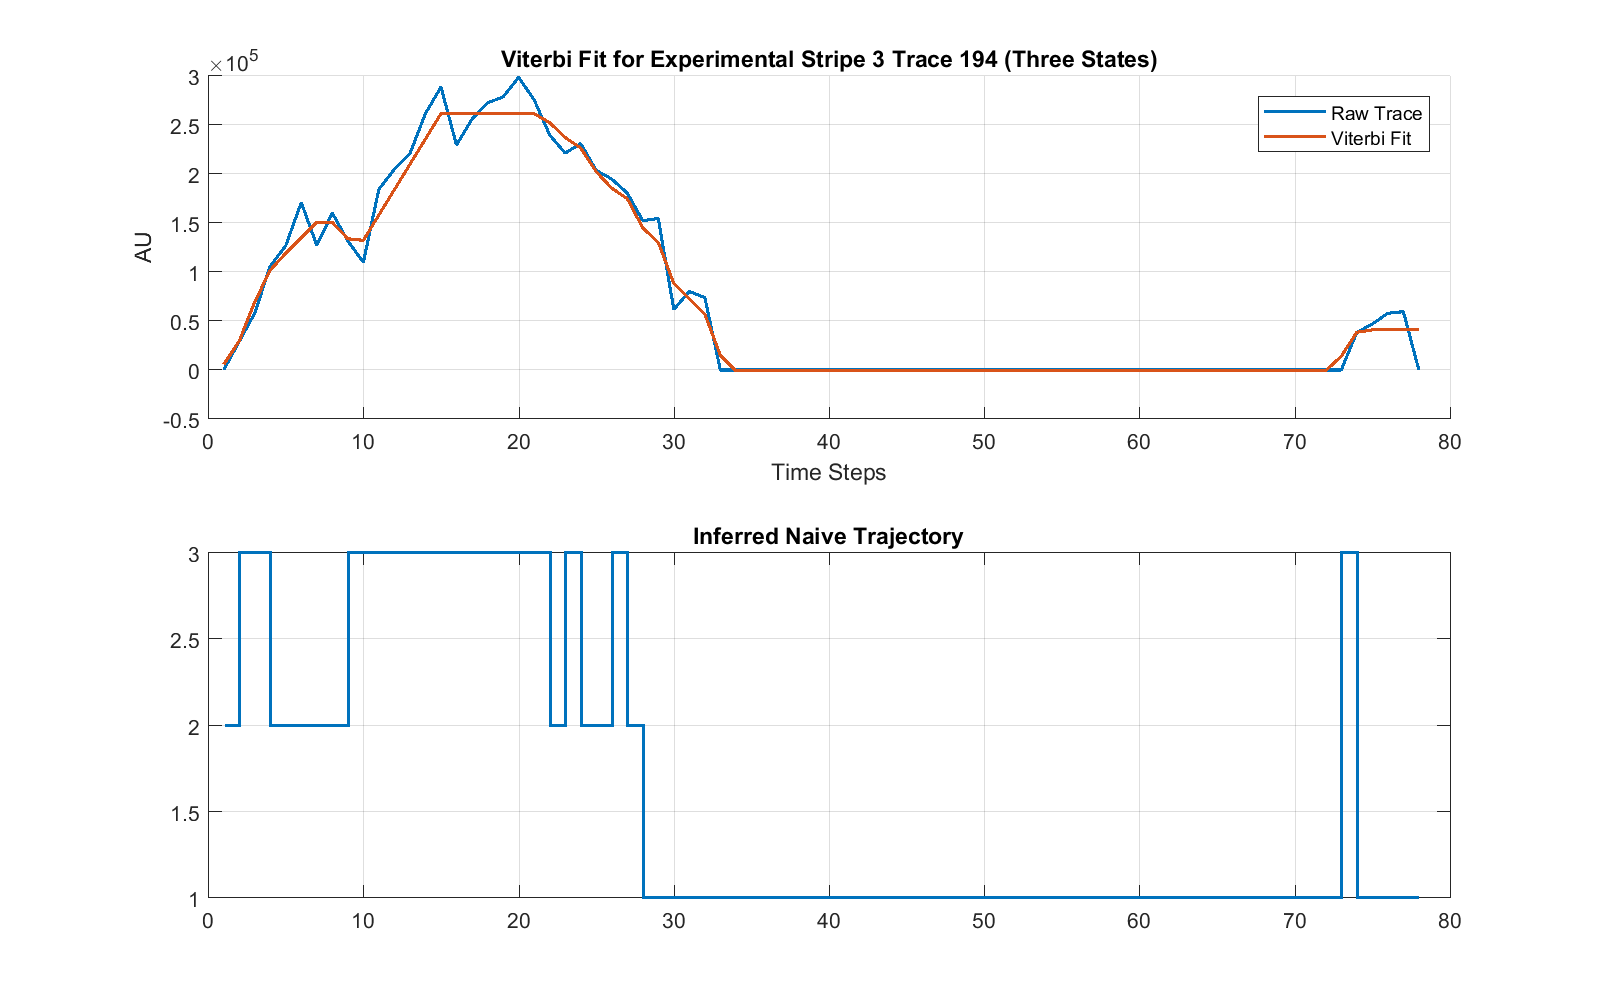 Viterbi Fit for Experimental Stripe 3 Trace 194 (Three States)
×10^5
3
2.5
2
1.5
1
0.5
0
-0.5
AU
Raw Trace
Viterbi Fit
0 10 20 30 40 50 60 70 80
Time Steps
Inferred Naive Trajectory
3
2.5
2
1.5
1
0 10 20 30 40 50 60 70 80